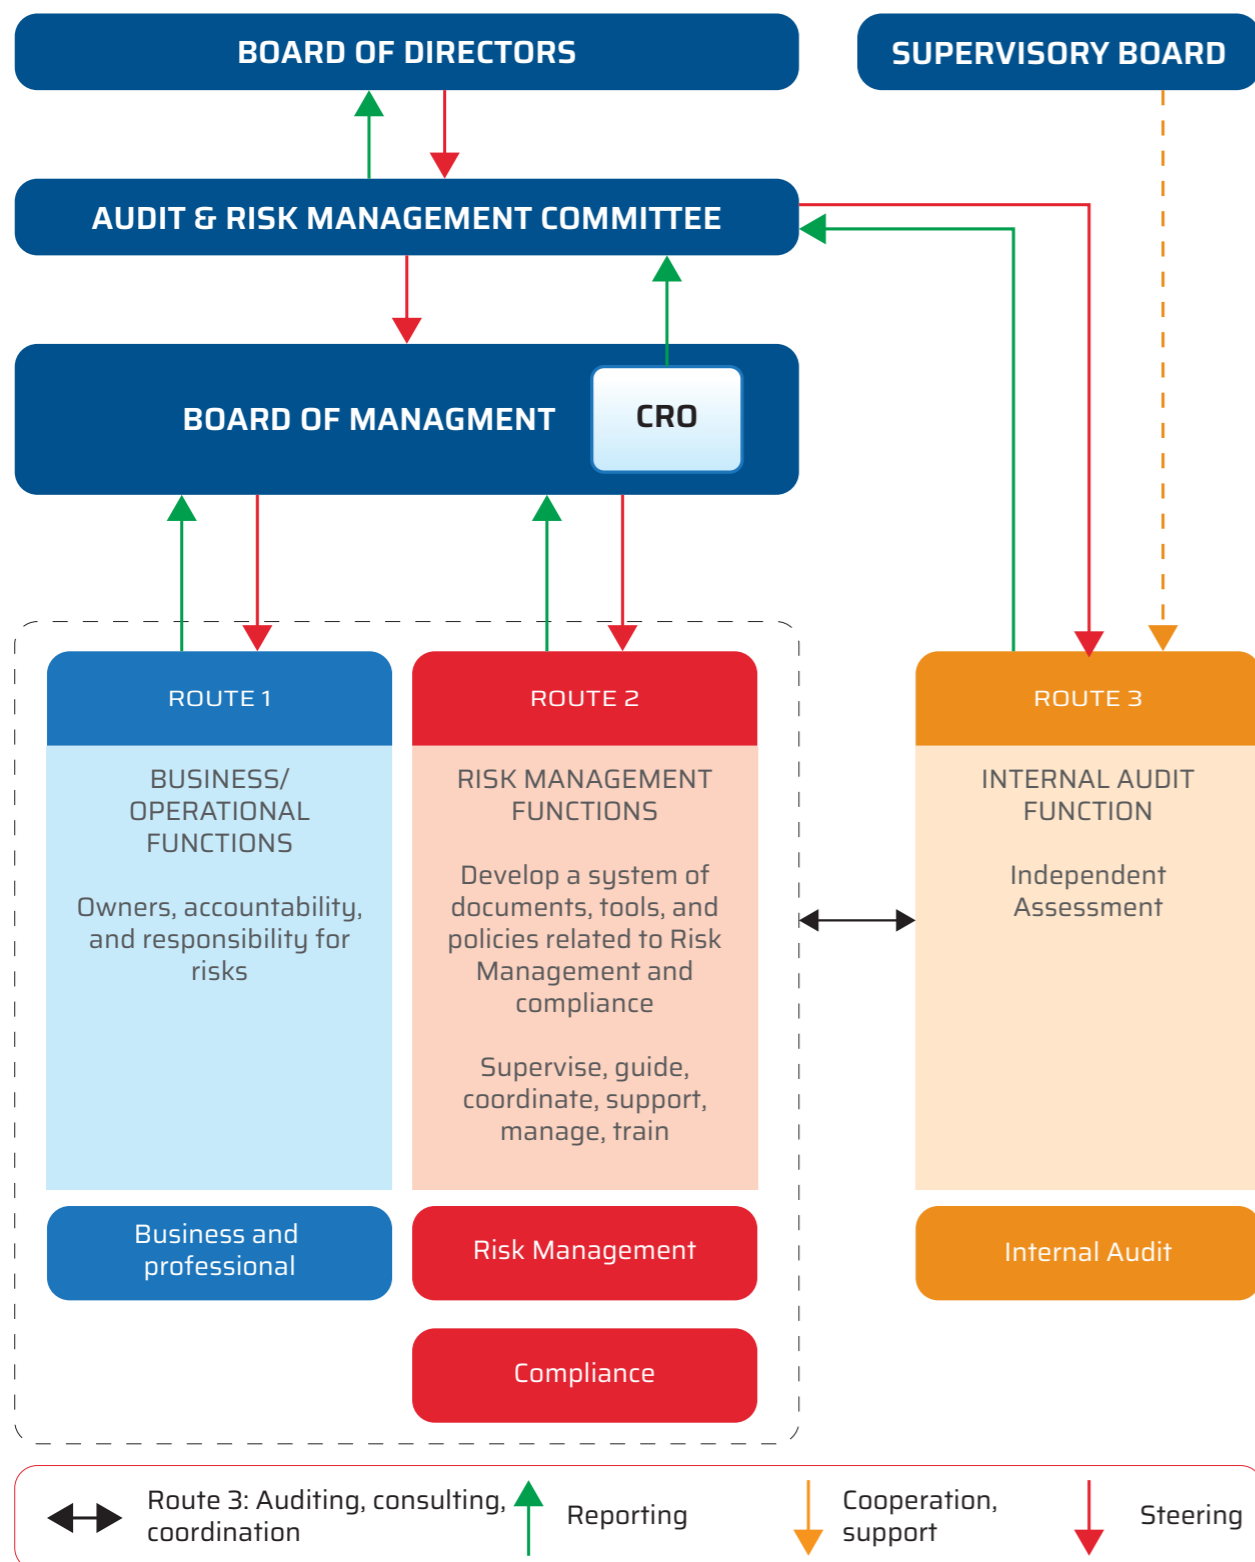 BOARD OF DIRECTORS
SUPERVISORY BOARD
AUDIT & RISK MANAGEMENT COMMITTEE
BOARD OF MANAGMENT
CRO
ROUTE 1
BUSINESS/
OPERATIONAL
FUNCTIONS
Owners, accountability,
and responsibility for
risks
Business and
professional
ROUTE 2
RISK MANAGEMENT
FUNCTIONS
Develop a system of
documents, tools, and
policies related to Risk
Management and
compliance
Supervise, guide,
coordinate, support,
manage, train
Risk Management
Compliance
ROUTE 3
INTERNAL AUDIT
FUNCTION
Independent
Assessment
Internal Audit
Route 3: Auditing, consulting,
coordination
Reporting
Cooperation,
support
Steering